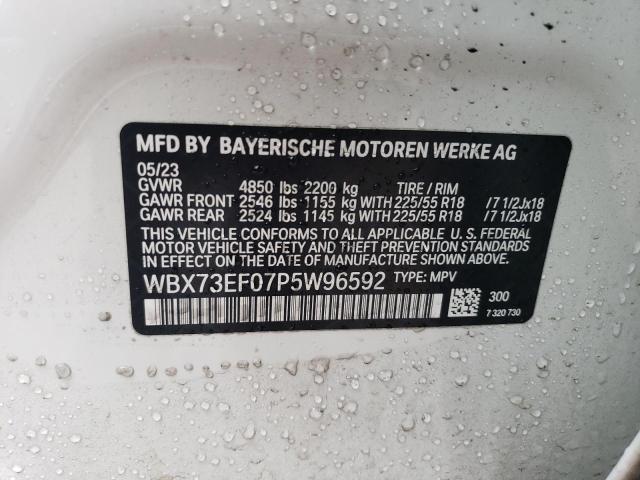 MFD BY BAYERISCHE MOTOREN WERKE AG
05/23
GVWR 4850 lbs 2200 kg TIRE / RIM
GAWR FRONT 2546 lbs 1155 kg WITH 225/55 R18 /7 1/2Jx18
GAWR REAR 2524 lbs 1145 kg WITH 225/55 R18 /7 1/2Jx18
THIS VEHICLE CONFORMS TO ALL APPLICABLE U. S. FEDERAL
MOTOR VEHICLE SAFETY, BUMPER, AND THEFT PREVENTION STANDARDS
IN EFFECT ON THE DATE OF MANUFACTURE SHOWN ABOVE.
WBX73EF07P5W96592 TYPE: MPV
300
7 320 730